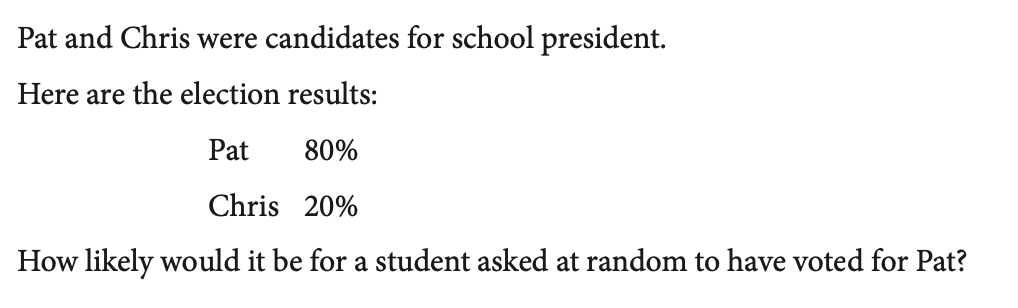 Pat and Chris were candidates for school president.
Here are the election results:
Pat 80%
Chris 20%
How likely would it be for a student asked at random to have voted for Pat?